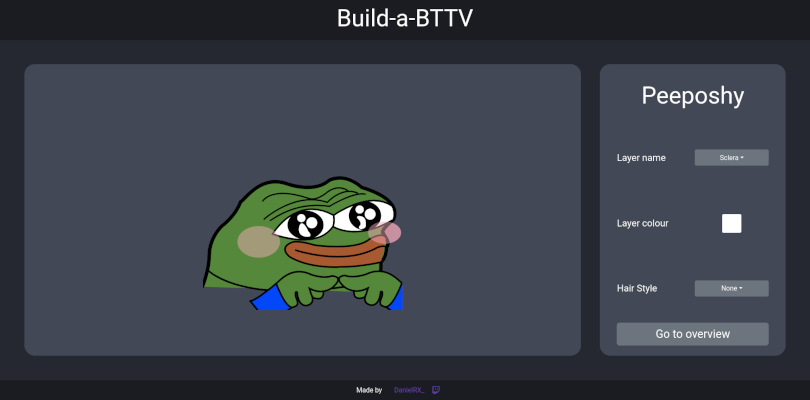 Build-a-BTTV
Peeposhy
Layer name
Sclera
Layer colour
Hair Style
None
Go to overview
Made by DanielRX_